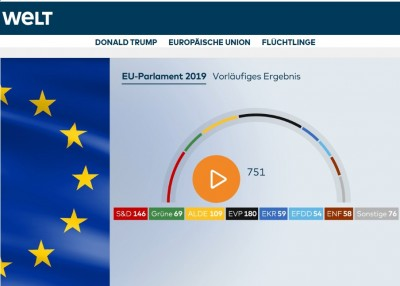 WELT
DONALD TRUMP EUROPÄISCHE UNION FLÜCHTLINGE
EU-Parlament 2019 Vorläufiges Ergebnis
751
S&D 146 Grüne 69 ALDE 109 EVP 180 EKR 59 EFDD 54 ENF 58 Sonstige 76